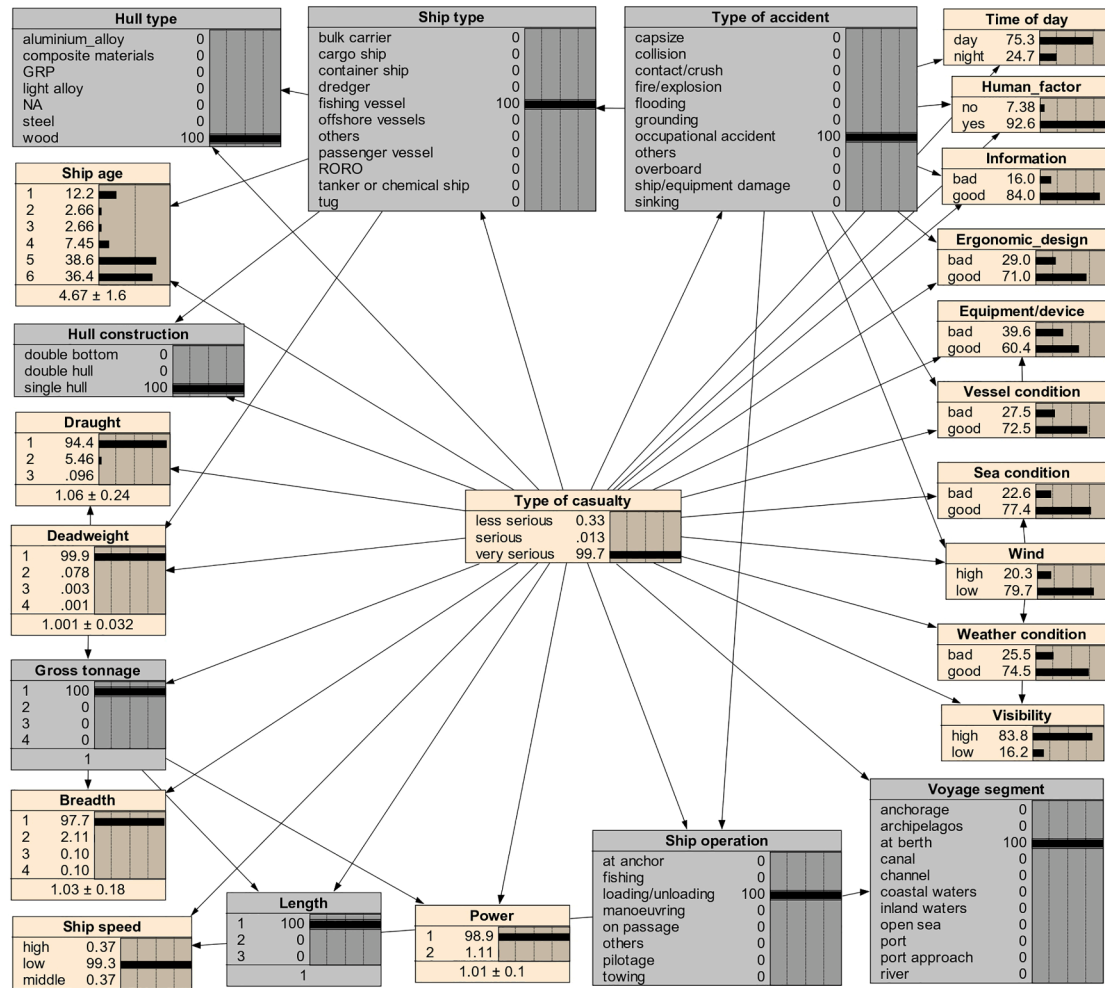 Hull type
aluminium_alloy 0
composite materials 0
GRP 0
light alloy 0
NA 0
steel 0
wood 100
Ship type
bulk carrier 0
cargo ship 0
container ship 0
dredger 0
fishing vessel 100
offshore vessels 0
others 0
passenger vessel 0
RORO 0
tanker or chemical ship 0
tug 0
Type of accident
capsize 0
collision 0
contact/crush 0
fire/explosion 0
flooding 0
grounding 0
occupational accident 100
others 0
overboard 0
ship/equipment damage 0
sinking 0
Time of day
day 75.3
night 24.7
Human_factor
no 7.38
yes 92.6
Information
bad 16.0
good 84.0
Ship age
1 12.2
2 2.66
3 2.66
4 7.45
5 38.6
6 36.4
4.67 ± 1.6
Ergonomic_design
bad 29.0
good 71.0
Equipment/device
bad 39.6
good 60.4
Hull construction
double bottom 0
double hull 0
single hull 100
Vessel condition
bad 27.5
good 72.5
Draught
1 94.4
2 5.46
3 .096
1.06 ± 0.24
Sea condition
bad 22.6
good 77.4
Type of casualty
less serious 0.33
serious .013
very serious 99.7
Deadweight
1 99.9
2 .078
3 .003
4 .001
1.001 ± 0.032
Wind
high 20.3
low 79.7
Weather condition
bad 25.5
good 74.5
Gross tonnage
1 100
2 0
3 0
4 0
1
Visibility
high 83.8
low 16.2
Breadth
1 97.7
2 2.11
3 0.10
4 0.10
1.03 ± 0.18
Voyage segment
anchorage 0
archipelagos 0
at berth 100
canal 0
channel 0
coastal waters 0
inland waters 0
open sea 0
port 0
port approach 0
river 0
Ship operation
at anchor 0
fishing 0
loading/unloading 100
manoeuvring 0
on passage 0
others 0
pilotage 0
towing 0
Length
1 100
2 0
3 0
1
Power
1 98.9
2 1.11
1.01 ± 0.1
Ship speed
high 0.37
low 99.3
middle 0.37